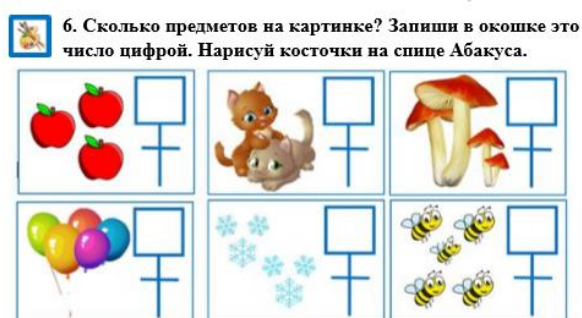 6. Сколько предметов на картинке? Запиши в окошке это
число цифрой. Нарисуй косточки на спице Абакуса.